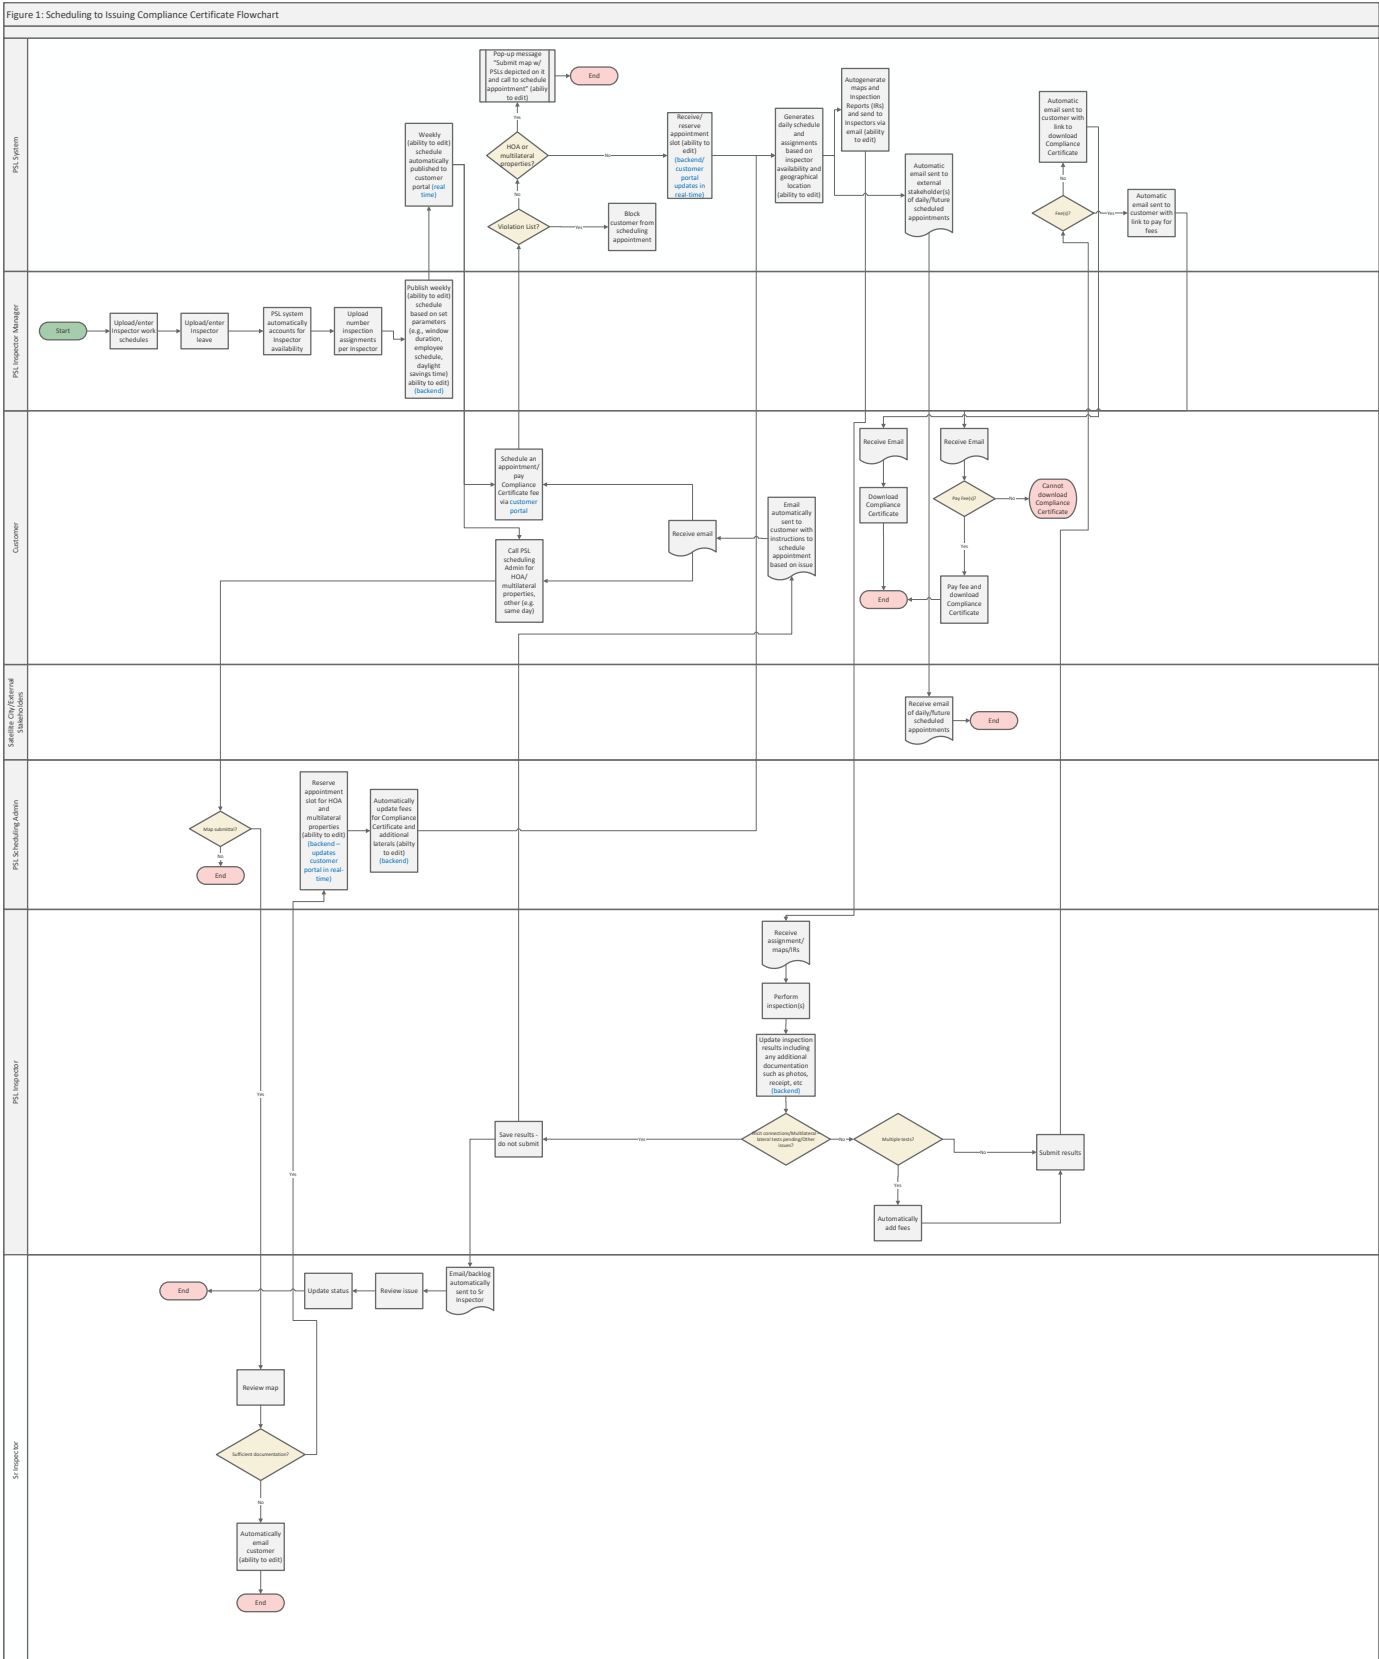 Figure 1: Scheduling to Issuing Compliance Certificate Flowchart
PSL System
Pop-up message
"Submit map w/
PSLs depicted on it
and call to schedule
appointment" (abiliy
to edit)
End
Yes
HOA or
multilateral
properties?
No
No
Violation List?
Yes
Block
customer from
scheduling
appointment
Weekly
(ability to edit)
schedule
automatically
published to
customer
portal (real
time)
Receive/
reserve
appointment
slot (ability to
edit)
(backend/
customer
portal
updates in
real-time)
Generates
daily schedule
and
assignments
based on
inspector
availability and
geographical
location
(ability to edit)
Autogenerate
maps and
Inspection
Reports (IRs)
and send to
Inspectors via
email (ability
to edit)
Automatic
email sent to
external
stakeholder(s)
of daily/future
scheduled
appointments
Automatic
email sent to
customer with
link to
download
Compliance
Certificate
No
Fee(s)?
Yes
Automatic
email sent to
customer with
link to pay for
fees
PSL Inspector Manager
Start
Upload/enter
Inspector work
schedules
Upload/enter
inspector
leave
PSL system
automatically
accounts for
Inspector
availability
Upload
number
inspection
assignments
per Inspector
Publish weekly
(ability to edit)
schedule
based on set
parameters
(e.g., window
duration,
employee
schedule,
daylight
savings time)
ability to edit)
(backend)
Customer
Schedule an
appointment/
pay
Compliance
Certificate fee
via customer
portal
Call PSL
scheduling
Admin for
HOA/
multilateral
properties,
other (e.g.
same day)
Receive email
Email
automatically
sent to
customer with
instructions to
schedule
appointment
based on issue
Receive Email
Download
Compliance
Certificate
End
Receive Email
Pay Fee(s)?
No
Cannot
download
Compliance
Certificate
Yes
Pay fee and
download
Compliance
Certificate
Satellite City/External
Stakeholders
Receive email
of daily/future
scheduled
appointments
End
PSL Scheduling Admin
Map submittal?
No
End
Reserve
appointment
slot for HOA
and
multilateral
properties
(ability to edit)
(backend –
updates
customer
portal in real-
time)
Automatically
update fees
for Compliance
Certificate and
additional
laterals (abilty
to edit)
(backend)
PSL Inspector
Yes
Yes
Receive
assignment/
maps/IRs
Perform
inspection(s)
Update inspection
results including
any additional
documentation
such as photos,
receipt, etc
(backend)
connections/Multilateral –
lateral tests pending/Other
issues?
Yes
Save results -
do not submit
No
Multiple tests?
No
Submit results
Yes
Automatically
add fees
Sr Inspector
Email/backlog
automatically
sent to Sr
Inspector
Review issue
Update status
End
Review map
Sufficient documentation?
No
Automatically
email
customer
(ability to edit)
End